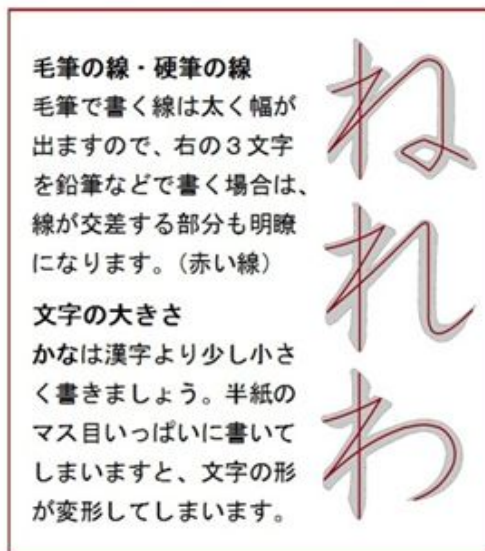 毛筆の線・硬筆の線
毛筆で書く線は太く幅が
出ますので、右の3文字
を鉛筆などで書く場合は、
線が交差する部分も明瞭
になります。（赤い線）
文字の大きさ
かなは漢字より少し小さ
く書きましょう。半紙の
マス目いっぱいに書いて
しまいますと、文字の形
が変形してしまいます。
ね
れ
わ